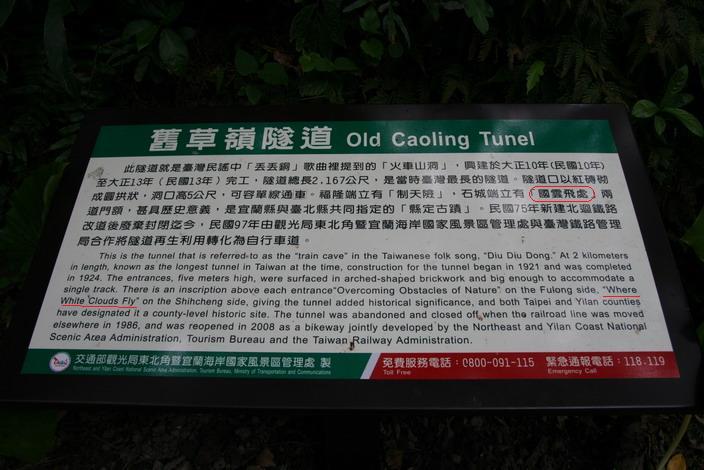 舊草嶺隧道 Old Caoling Tunel
此隧道就是臺灣民謠中「丟丟銅」歌曲裡提到的「火車山洞」，興建於大正10年(民國10年)
至大正13年（民國13年）完工，隧道總長2.167公尺，是當時臺灣最長的隧道。隧道口以紅磚砌
成圓拱狀，洞口高5公尺，可容單線通車。福隆端立有「制天險」，石城端立有「國雲飛處」兩
道門額，甚具歷史意義，是宜蘭縣與臺北縣共同指定的「縣定古蹟」。民國75年新建北迴鐵路
改道後廢棄封閉迄今，民國97年由觀光局東北角暨宜蘭海岸國家風景區管理處與臺灣鐵路管理
局合作將隧道再生利用轉化為自行車道。
This is the tunnel that is referred to as the "train cave" in the Taiwanese folk song, "Diu Diu Dong." At 2 kilometers
in length, known as the longest tunnel in Taiwan at the time, construction for the tunnel began in 1921 and was completed
in 1924. The entrances, five meters high, were surfaced in arched-shaped brickwork and big enough to accommodate a
single track. There is an inscription above each entrance"Overcoming Obstacles of Nature" on the Fulong side, "Where
White Clouds Fly" on the Shihcheng side, giving the tunnel added historical significance, and both Taipei and Yilan counties
have designated it a county-level historic site. The tunnel was abandoned and closed off when the railroad line was moved
elsewhere in 1986, and was reopened in 2008 as a bikeway jointly developed by the Northeast and Yilan Coast National
Scenic Area Administration, Tourism Bureau and the Taiwan Railway Administration.
交通部觀光局東北角暨宜蘭海岸國家風景區管理處 製
Northeast and Yilan Coast National Scenic Area Administration, Tourism Bureau, Ministry of Transportation and Communications
免費服務電話：0800-091-115 緊急通報電話：118.119
Toll Free Emergency Call